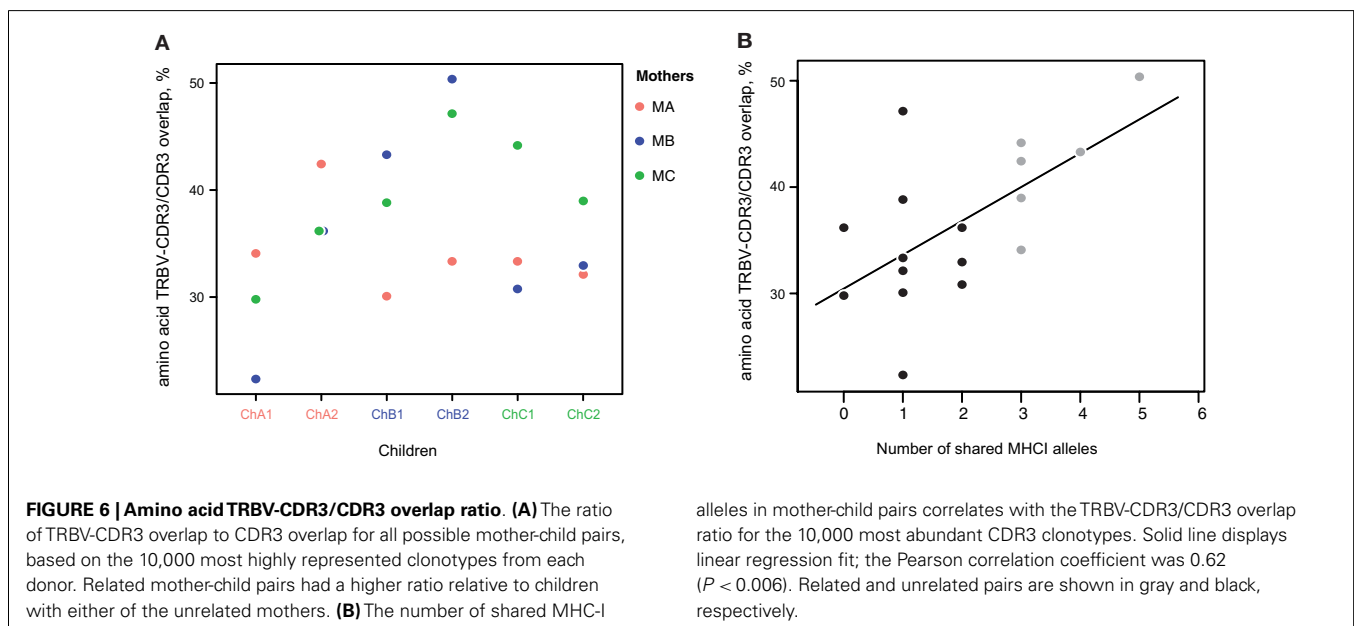 A
amino acid TRBV-CDR3/CDR3 overlap, %
50
40
30
ChA1 ChA2 ChB1 ChB2 ChC1 ChC2
Children
Mothers
MA
MB
MC
B
amino acid TRBV-CDR3/CDR3 overlap, %
50
40
30
0 1 2 3 4 5 6
Number of shared MHCI alleles
FIGURE 6 | Amino acid TRBV-CDR3/CDR3 overlap ratio. (A) The ratio
of TRBV-CDR3 overlap to CDR3 overlap for all possible mother-child pairs,
based on the 10,000 most highly represented clonotypes from each
donor. Related mother-child pairs had a higher ratio relative to children
with either of the unrelated mothers. (B) The number of shared MHC-I
alleles in mother-child pairs correlates with the TRBV-CDR3/CDR3 overlap
ratio for the 10,000 most abundant CDR3 clonotypes. Solid line displays
linear regression fit; the Pearson correlation coefficient was 0.62
(P < 0.006). Related and unrelated pairs are shown in gray and black,
respectively.